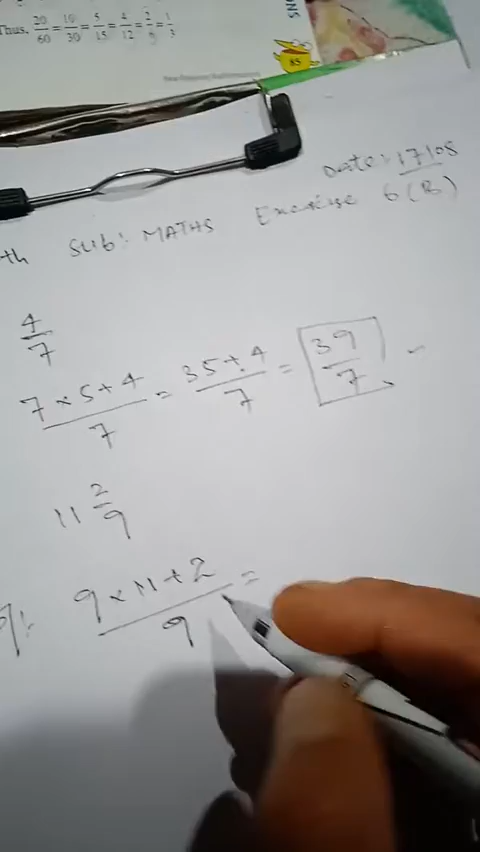 Thus, 20/60 = 10/30 = 5/15 = 4/12 = 2/6 = 1/3
85
Date: 17/08
th Sub: MATHS Exercise 6(B)
4/7
(7 × 5 + 4)/7 = (35 + 4)/7 = 39/7
11 2/9
(9 × 11 + 2)/9 =